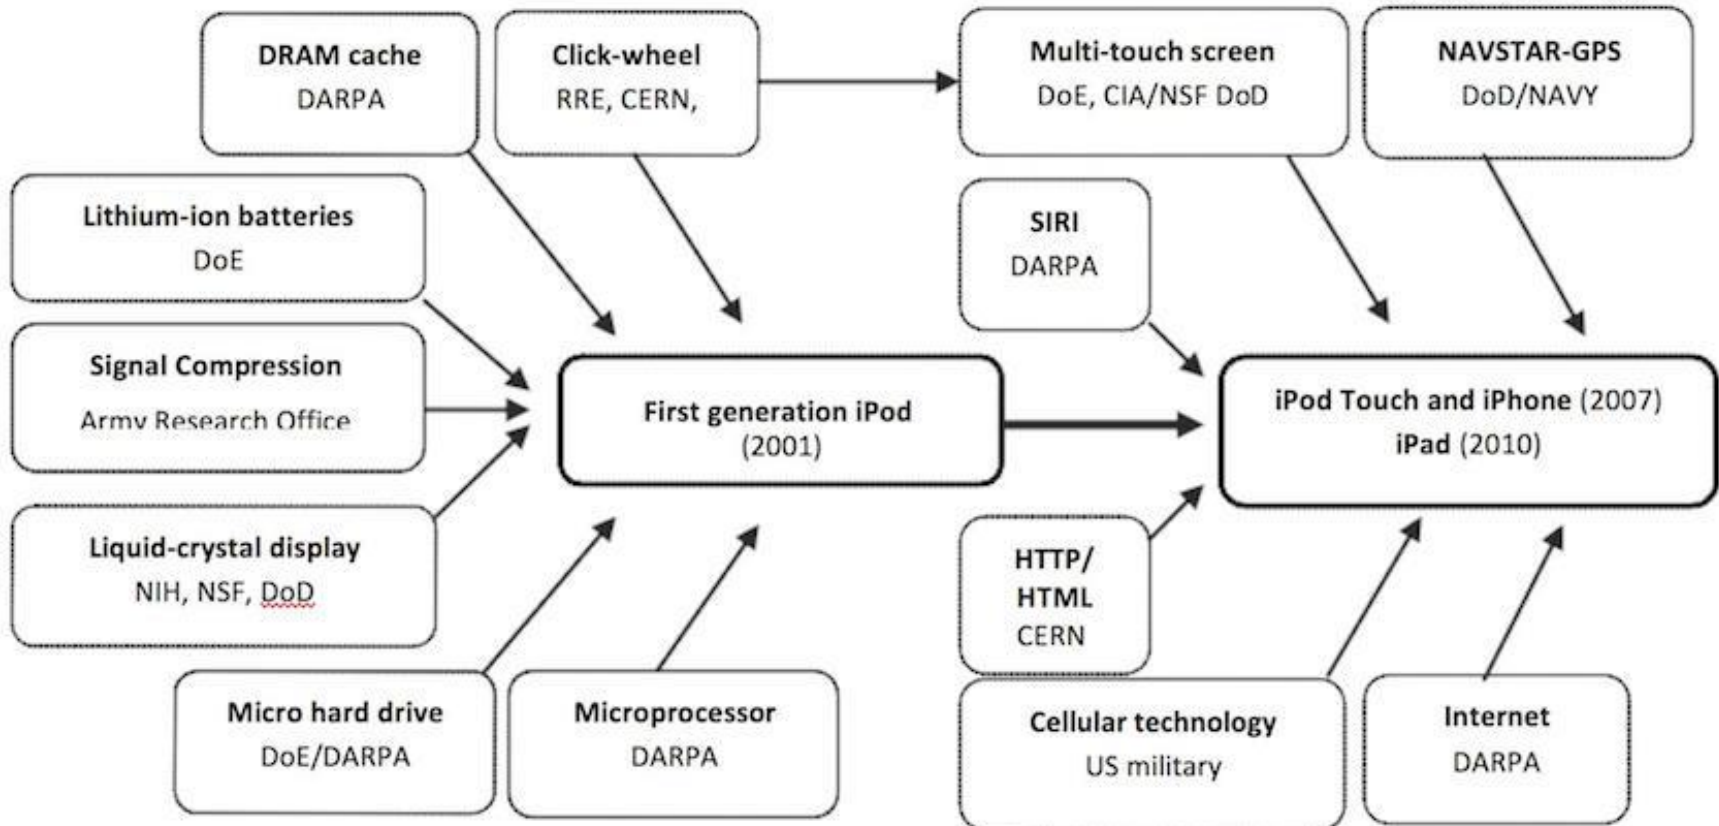 DRAM cache
DARPA
Click-wheel
RRE, CERN,
Multi-touch screen
DoE, CIA/NSF DoD
NAVSTAR-GPS
DoD/NAVY
Lithium-ion batteries
DoE
SIRI
DARPA
Signal Compression
Army Research Office
First generation iPod
(2001)
iPod Touch and iPhone (2007)
iPad (2010)
Liquid-crystal display
NIH, NSF, DoD
HTTP/
HTML
CERN
Micro hard drive
DoE/DARPA
Microprocessor
DARPA
Cellular technology
US military
Internet
DARPA